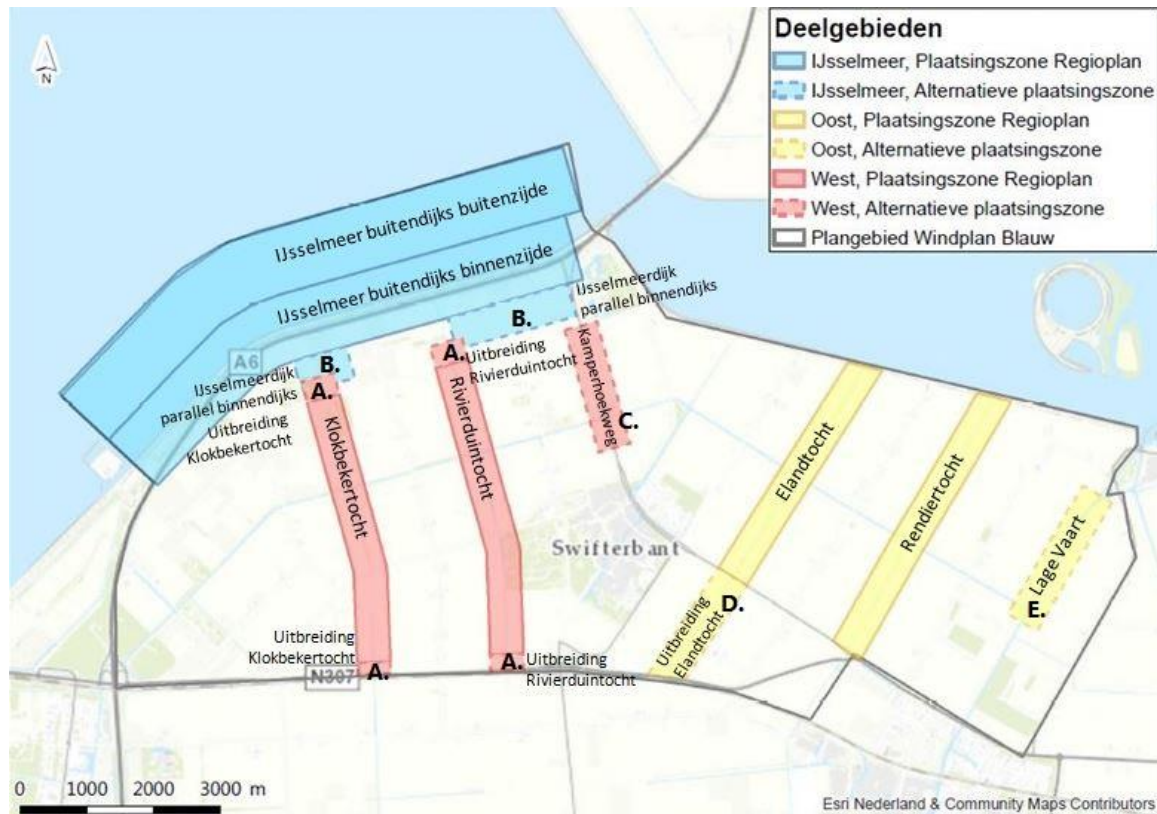 Deelgebieden
IJsselmeer, Plaatsingszone Regioplan
IJsselmeer, Alternatieve plaatsingszone
Oost, Plaatsingszone Regioplan
Oost, Alternatieve plaatsingszone
West, Plaatsingszone Regioplan
West, Alternatieve plaatsingszone
Plangebied Windplan Blauw
N
IJsselmeer buitendijks buitenzijde
IJsselmeer buitendijks binnenzijde
IJsselmeerdijk
parallel binnendijks
B.
A6
B.
A.
Uitbreiding
Rivierduintocht
IJsselmeerdijk
parallel binnendijks
A.
Uitbreiding
Klokbekertocht
Kamperhoekweg
C.
Klokbekertocht
Rivierduintocht
Elandtocht
Rendiertocht
Lage Vaart
E.
Swifterbant
D.
Uitbreiding
Elandtocht
Uitbreiding
Klokbekertocht
A.
A.
Uitbreiding
Rivierduintocht
N307
0 1000 2000 3000 m
Esri Nederland & Community Maps Contributors